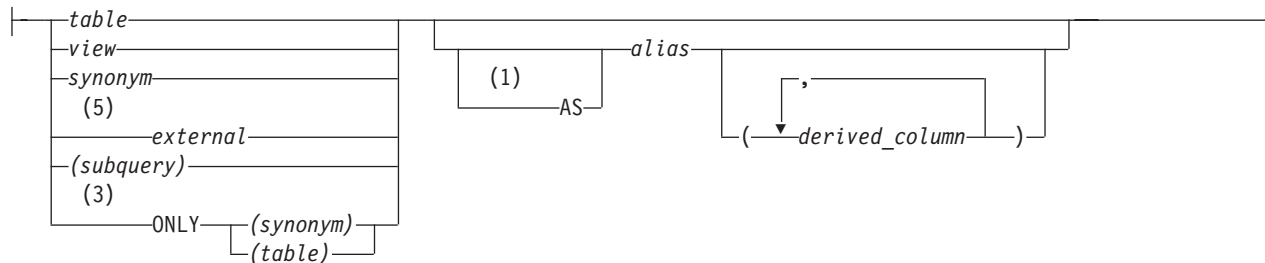 table
view alias
synonym (1) ,
(5) AS
external ( derived_column )
(subquery)
(3)
ONLY (synonym)
(table)